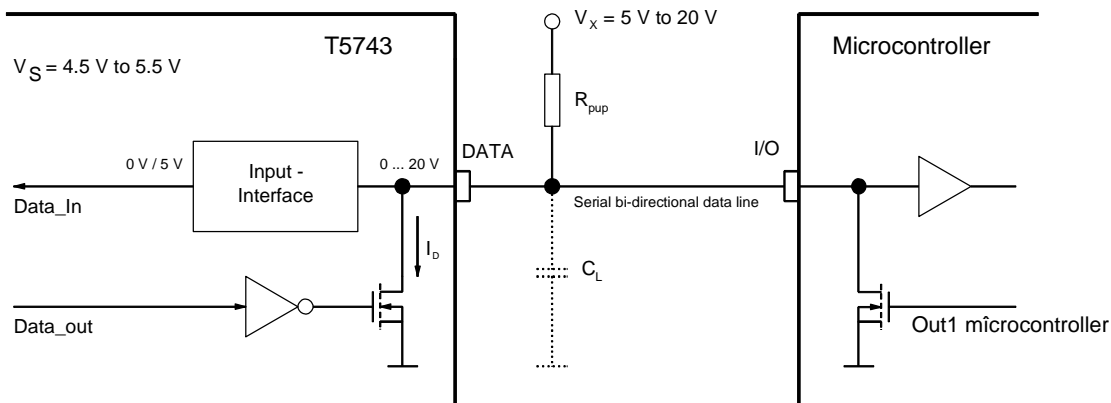 V_X = 5 V to 20 V
T5743
Microcontroller
V_S = 4.5 V to 5.5 V
R_pup
0 V / 5 V
Input -
Interface
0 ... 20 V
DATA
I/O
Data_In
Serial bi-directional data line
I_D
C_L
Data_out
Out1 mîcrocontroller